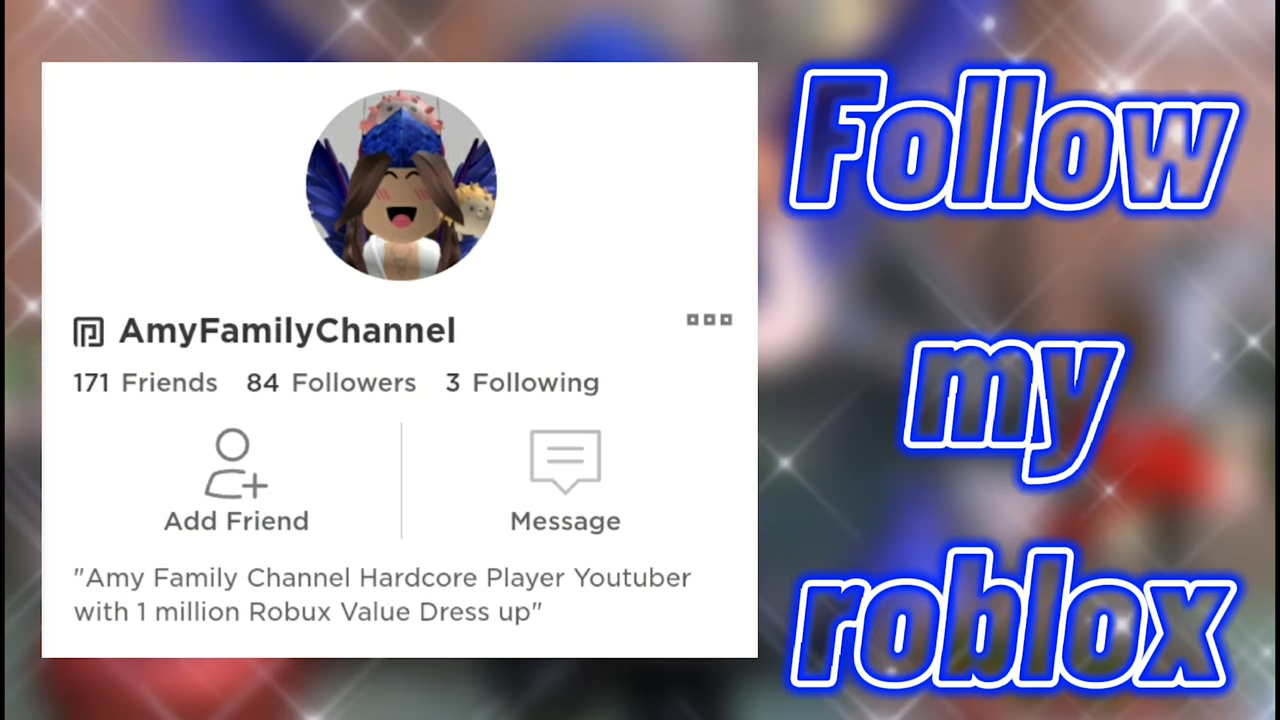 AmyFamilyChannel
171 Friends 84 Followers 3 Following
Add Friend
Message
"Amy Family Channel Hardcore Player Youtuber
with 1 million Robux Value Dress up"
Follow
my
roblox